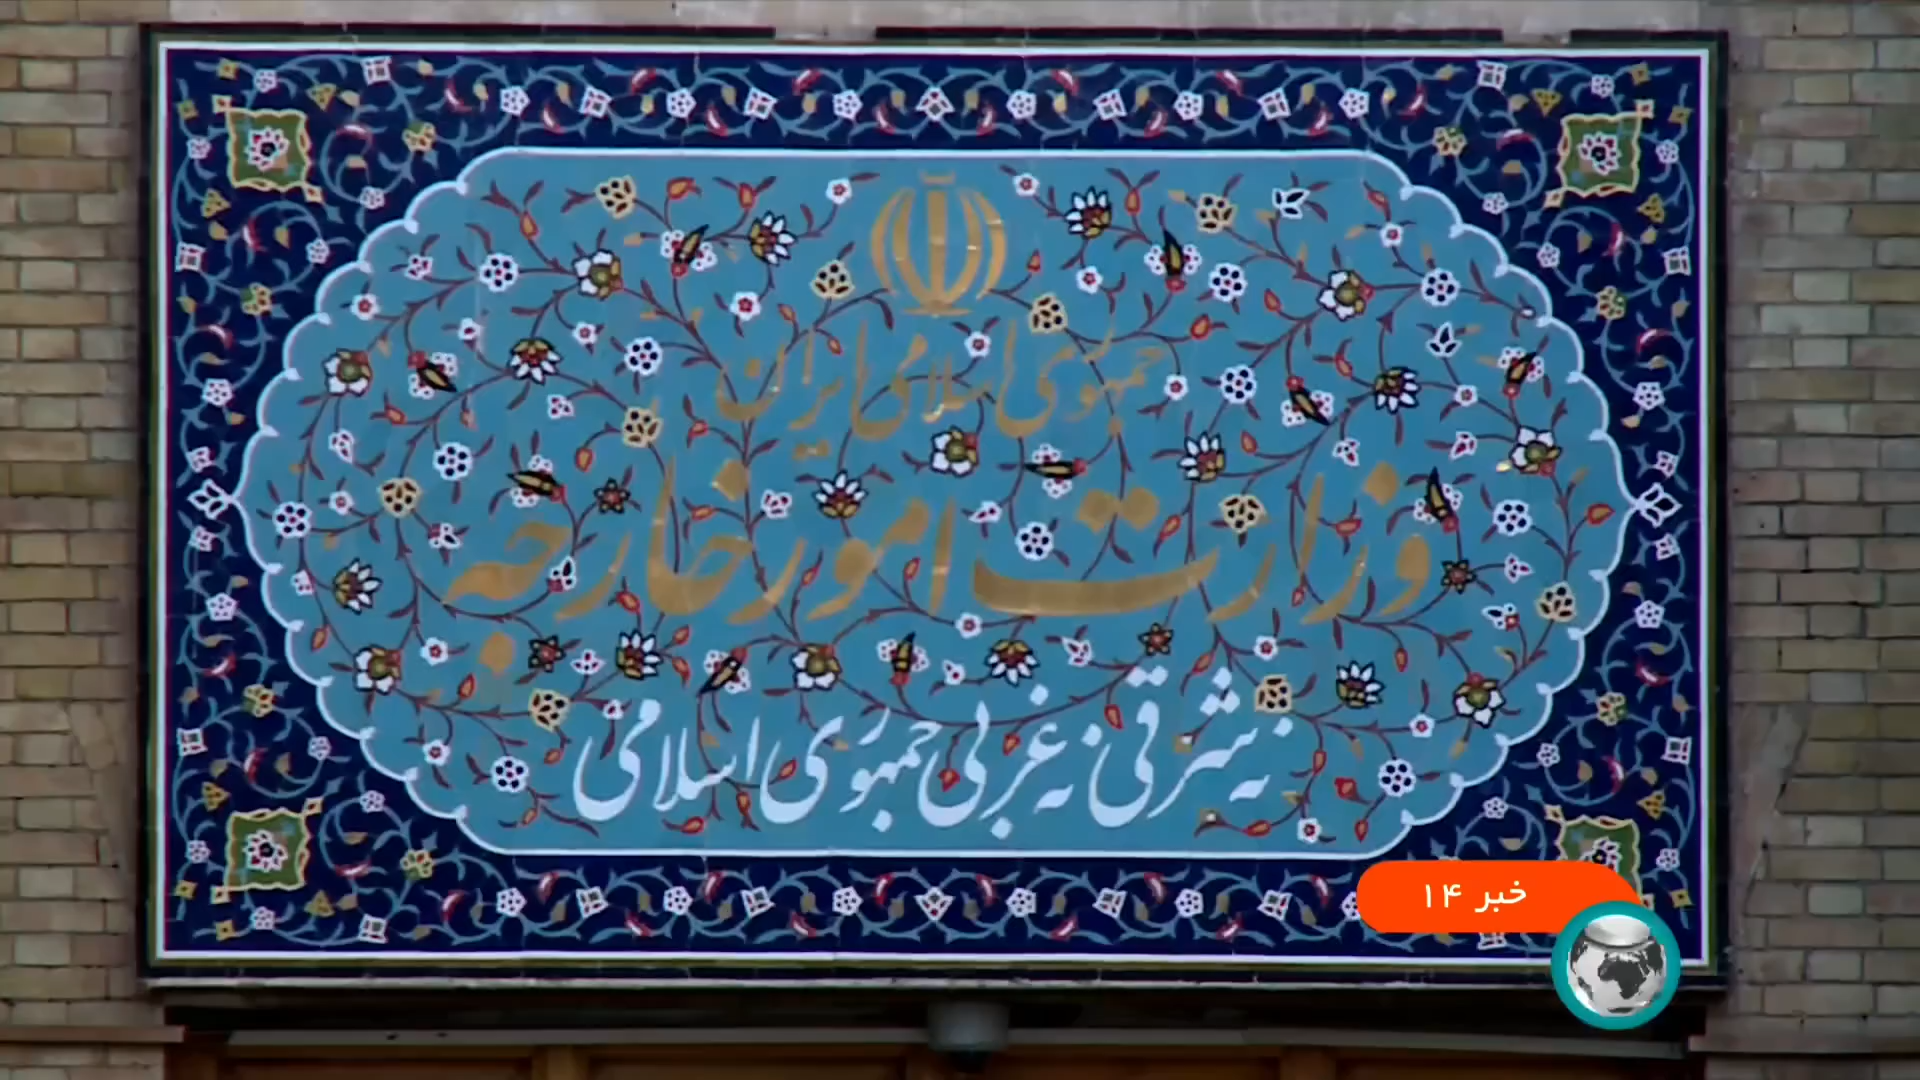 جمهوری اسلامی ایران
وزارت امور خارجه
نه شرقی نه غربی جمهوری اسلامی
خبر ۱۴